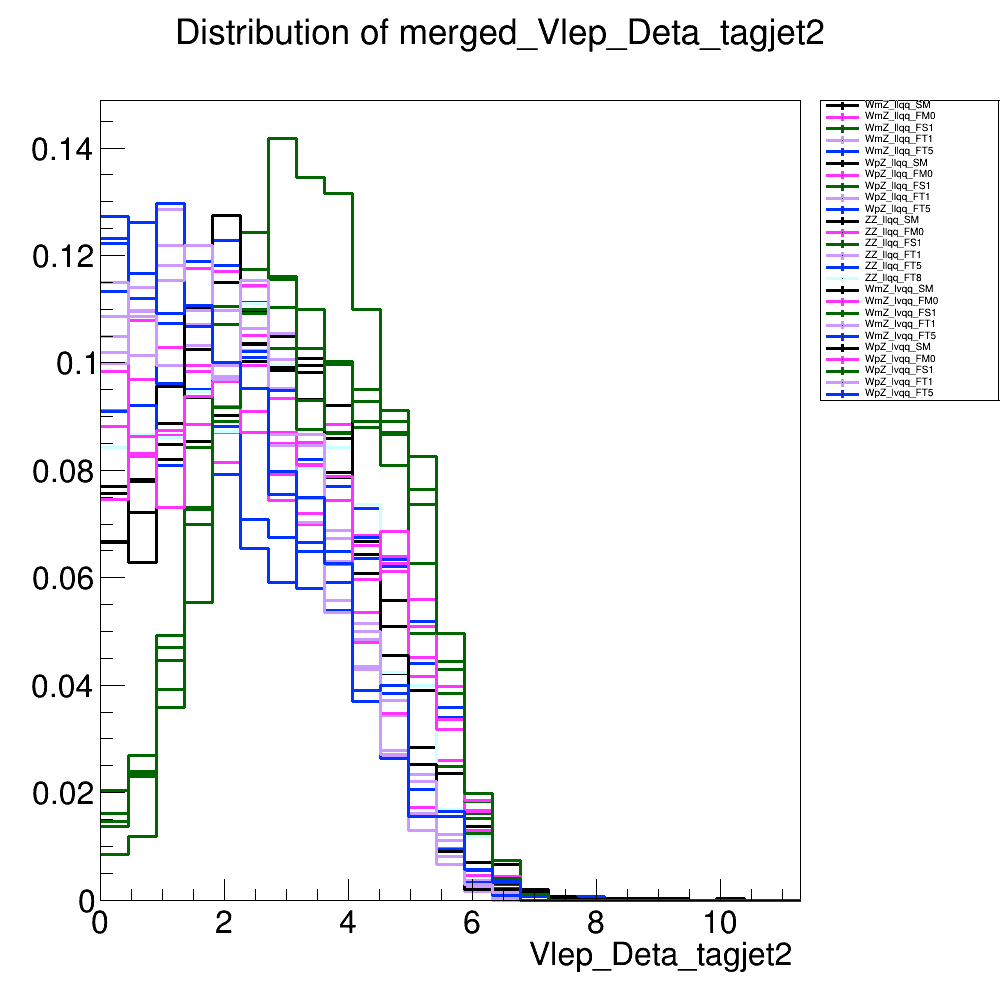 Distribution of merged_Vlep_Deta_tagjet2
WmZ_llqq_SM
WmZ_llqq_FM0
WmZ_llqq_FS1
WmZ_llqq_FT1
WmZ_llqq_FT5
WpZ_llqq_SM
WpZ_llqq_FM0
WpZ_llqq_FS1
WpZ_llqq_FT1
WpZ_llqq_FT5
ZZ_llqq_SM
ZZ_llqq_FM0
ZZ_llqq_FS1
ZZ_llqq_FT1
ZZ_llqq_FT5
ZZ_llqq_FT8
WmZ_lvqq_SM
WmZ_lvqq_FM0
WmZ_lvqq_FS1
WmZ_lvqq_FT1
WmZ_lvqq_FT5
WpZ_lvqq_SM
WpZ_lvqq_FM0
WpZ_lvqq_FS1
WpZ_lvqq_FT1
WpZ_lvqq_FT5
0.14
0.12
0.1
0.08
0.06
0.04
0.02
0
0 2 4 6 8 10
Vlep_Deta_tagjet2